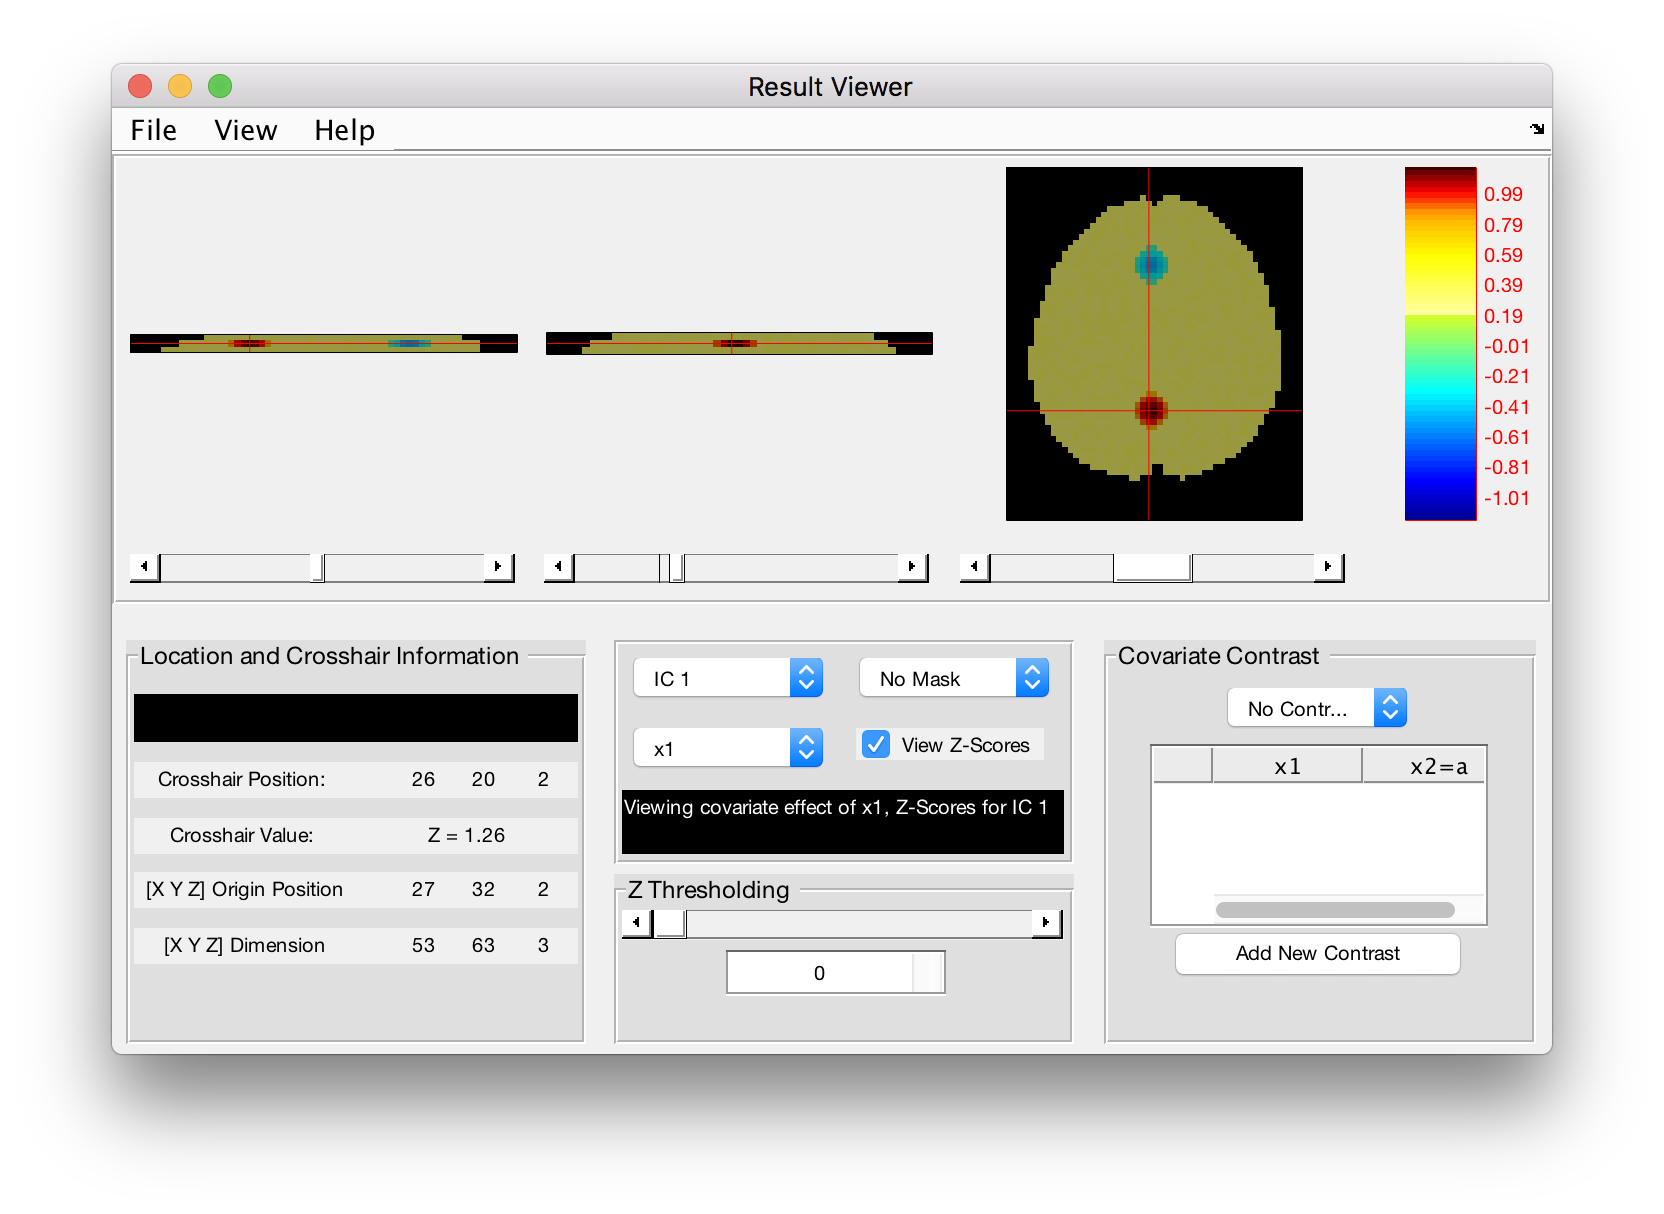 Result Viewer
File View Help
0.99
0.79
0.59
0.39
0.19
-0.01
-0.21
-0.41
-0.61
-0.81
-1.01
Location and Crosshair Information
Crosshair Position: 26 20 2
Crosshair Value: Z = 1.26
[X Y Z] Origin Position 27 32 2
[X Y Z] Dimension 53 63 3
IC 1 No Mask
x1 View Z-Scores
Viewing covariate effect of x1, Z-Scores for IC 1
Z Thresholding
0
Covariate Contrast
No Contr...
x1 x2=a
Add New Contrast